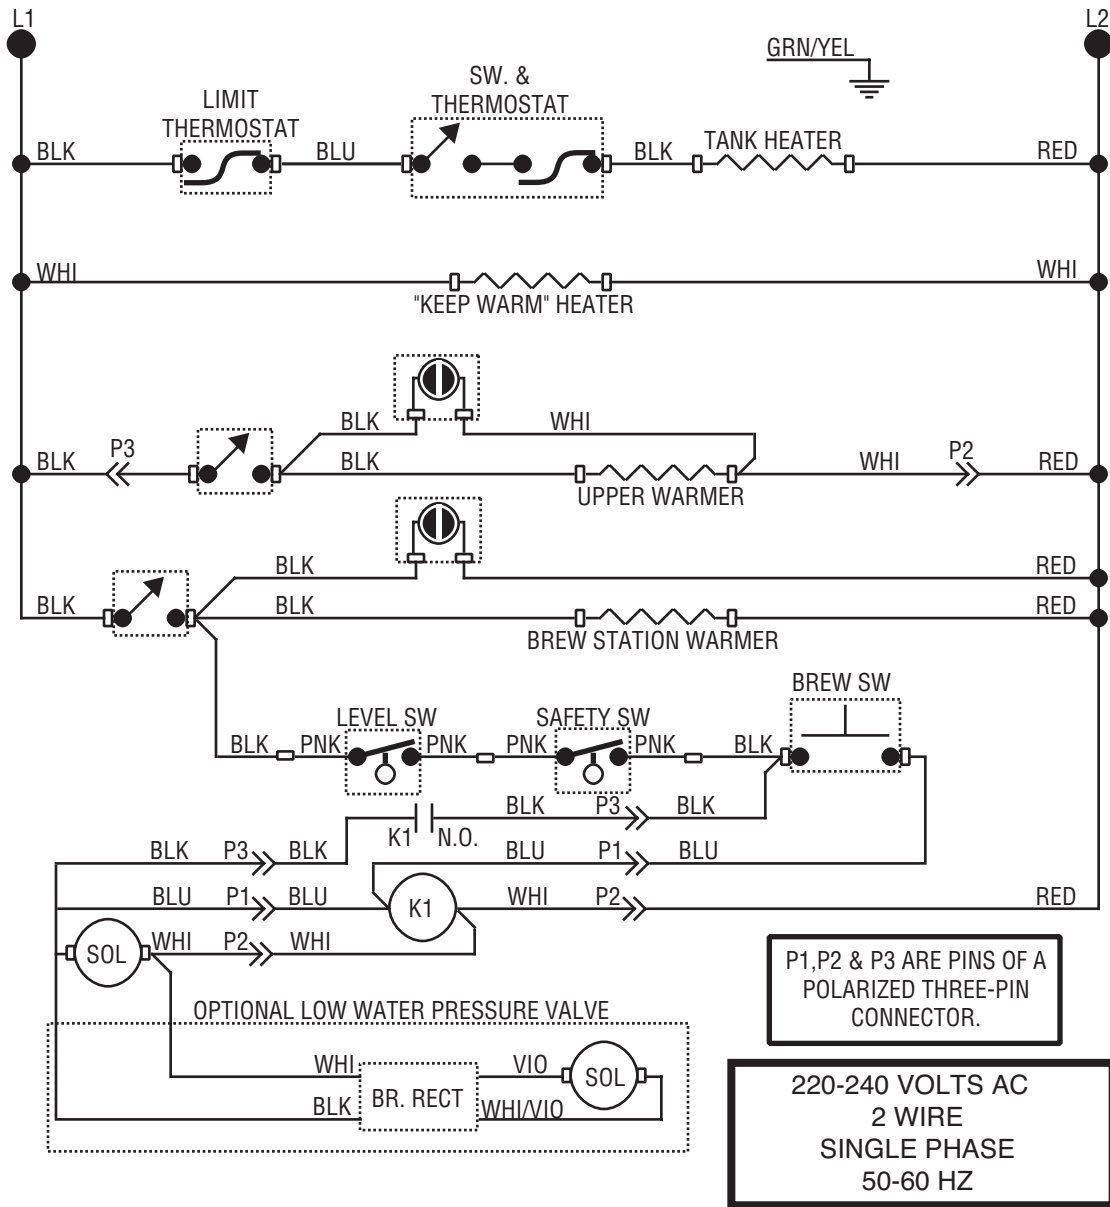 L1
L2
GRN/YEL
SW. &
THERMOSTAT
LIMIT
THERMOSTAT
BLK
BLU
BLK
TANK HEATER
RED
WHI
WHI
"KEEP WARM" HEATER
BLK
WHI
BLK
P3
BLK
WHI
P2
RED
UPPER WARMER
BLK
RED
BLK
BLK
RED
BREW STATION WARMER
BREW SW
LEVEL SW
SAFETY SW
BLK
PNK
PNK
PNK
PNK
BLK
K1
N.O.
BLK
P3
BLK
BLK
P3
BLK
BLU
P1
BLU
BLU
P1
BLU
K1
WHI
P2
RED
SOL
WHI
P2
WHI
P1,P2 & P3 ARE PINS OF A
POLARIZED THREE-PIN
CONNECTOR.
OPTIONAL LOW WATER PRESSURE VALVE
WHI
BR. RECT
VIO
SOL
BLK
WHI/VIO
220-240 VOLTS AC
2 WIRE
SINGLE PHASE
50-60 HZ